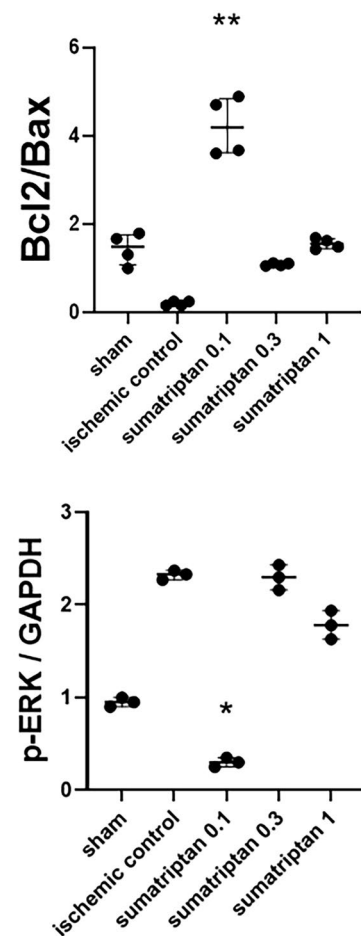 **
6
4
2
0
Bcl2/Bax
sham
ischemic control
sumatriptan 0.1
sumatriptan 0.3
sumatriptan 1
3
2
1
0
p-ERK / GAPDH
*
sham
ischemic control
sumatriptan 0.1
sumatriptan 0.3
sumatriptan 1